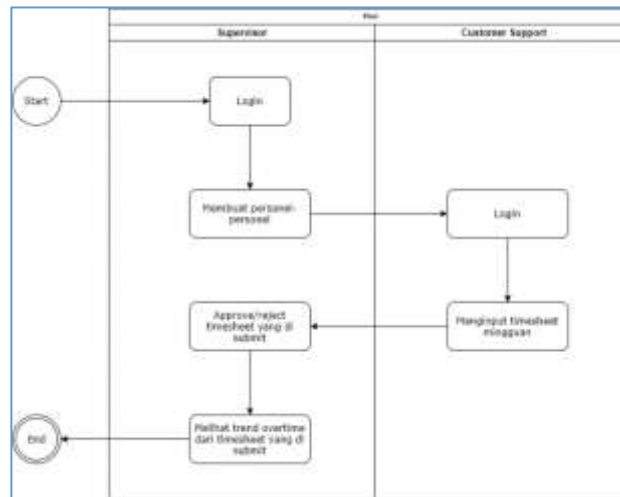 Pool
Supervisor
Customer Support
Start
Login
Membuat personel-
personel
Login
Approve/reject
timesheet yang di
submit
Menginput timesheet
mingguan
End
Melihat trend overtime
dari timesheet yang di
submit